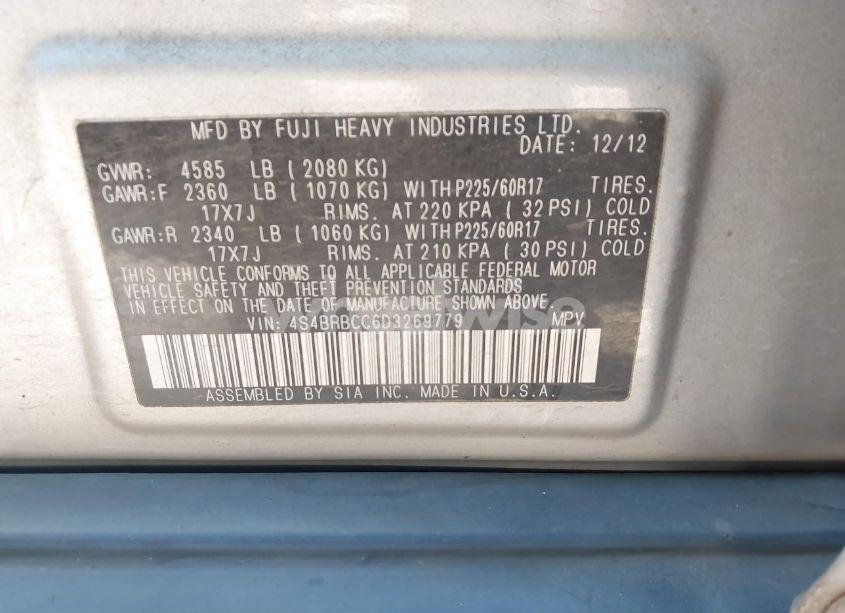 MFD BY FUJI HEAVY INDUSTRIES LTD.
DATE: 12/12
GVWR: 4585 LB ( 2080 KG)
GAWR:F 2360 LB ( 1070 KG) WITHP225/60R17 TIRES.
17X7J RIMS. AT 220 KPA ( 32 PSI) COLD
GAWR:R 2340 LB ( 1060 KG) WITHP225/60R17 TIRES.
17X7J RIMS. AT 210 KPA ( 30 PSI) COLD
THIS VEHICLE CONFORMS TO ALL APPLICABLE FEDERAL MOTOR
VEHICLE SAFETY AND THEFT PREVENTION STANDARDS
IN EFFECT ON THE DATE OF MANUFACTURE SHOWN ABOVE.
VIN: 4S4BRBCC6D3269779 MPV
ASSEMBLED BY SIA INC. MADE IN U.S.A.